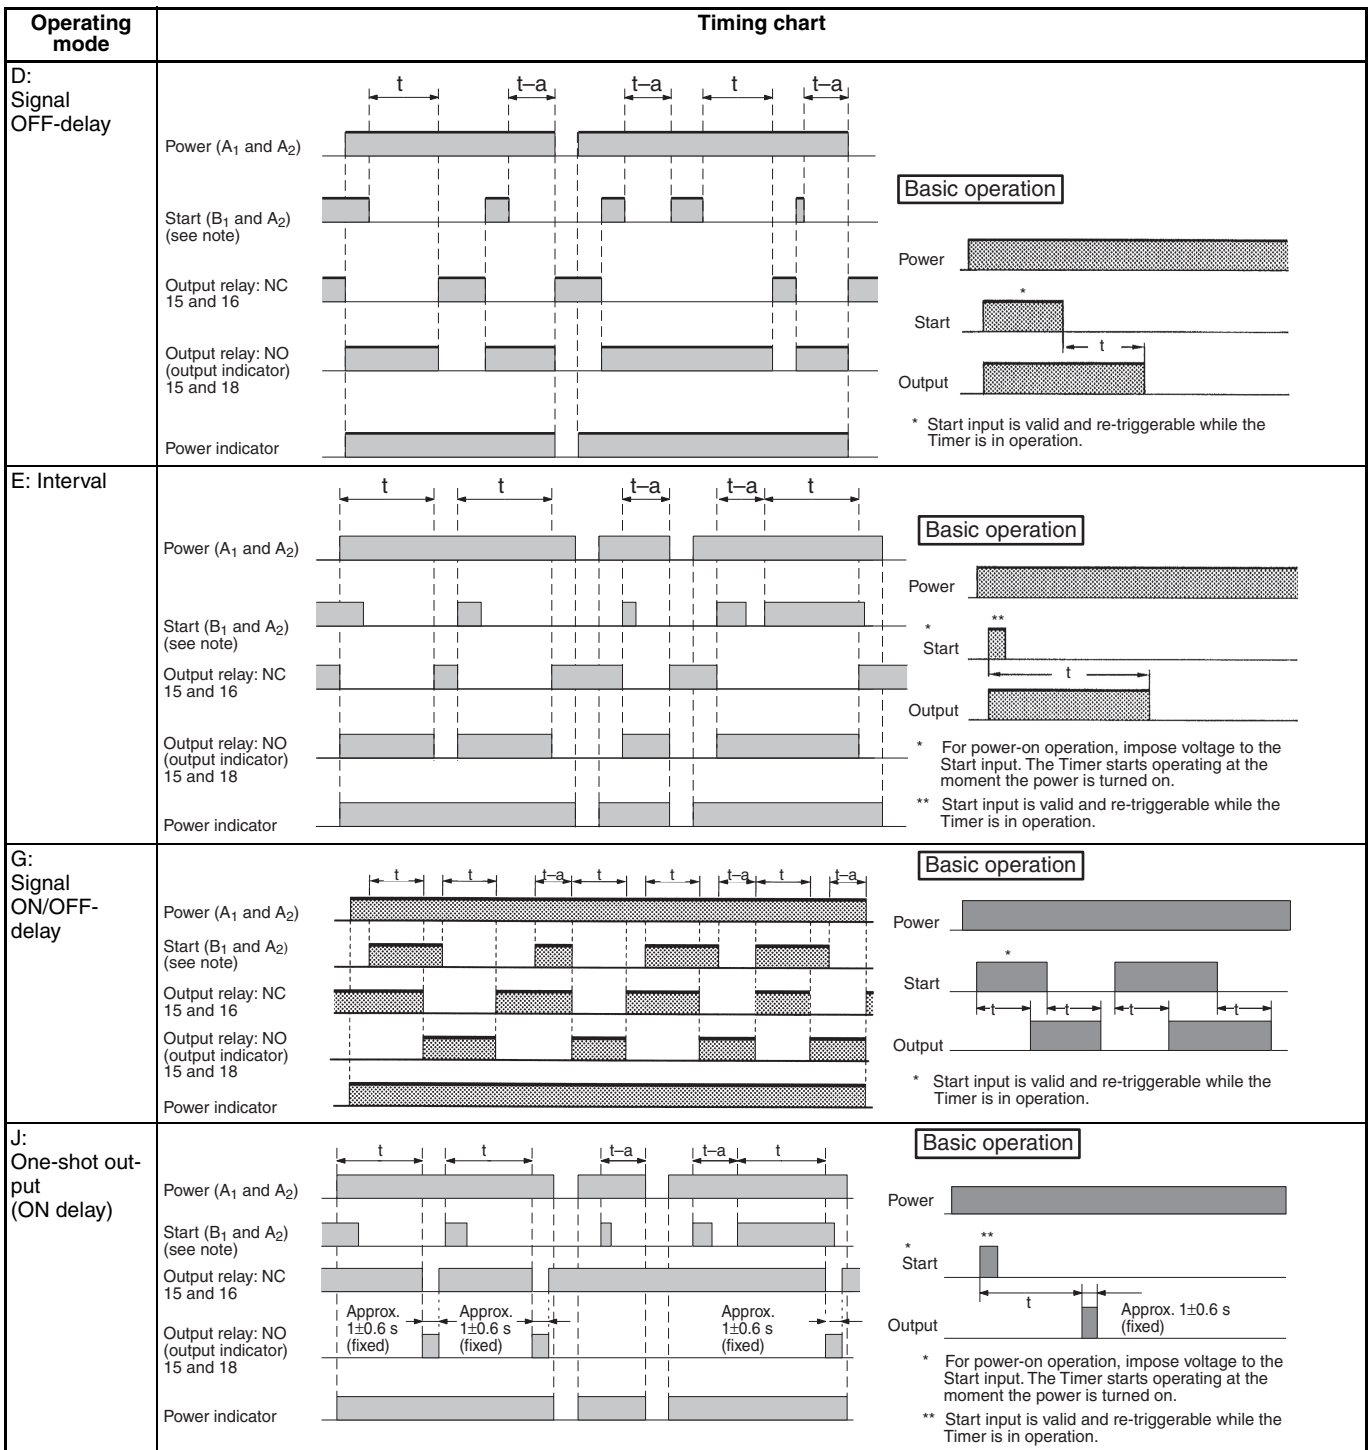 Operating
mode
Timing chart
D:
Signal
OFF-delay
t
t–a
t–a
t
t–a
Power (A1 and A2)
Start (B1 and A2)
(see note)
Output relay: NC
15 and 16
Output relay: NO
(output indicator)
15 and 18
Power indicator
Basic operation
Power
*
Start
t
Output
* Start input is valid and re-triggerable while the
Timer is in operation.
E: Interval
t
t
t–a
t–a
t
Power (A1 and A2)
Start (B1 and A2)
(see note)
Output relay: NC
15 and 16
Output relay: NO
(output indicator)
15 and 18
Power indicator
Basic operation
Power
*
**
Start
t
Output
* For power-on operation, impose voltage to the
Start input. The Timer starts operating at the
moment the power is turned on.
** Start input is valid and re-triggerable while the
Timer is in operation.
G:
Signal
ON/OFF-
delay
t
t
t–a
t
t
t–a
t
t–a
Power (A1 and A2)
Start (B1 and A2)
(see note)
Output relay: NC
15 and 16
Output relay: NO
(output indicator)
15 and 18
Power indicator
Basic operation
Power
*
Start
t
t
t
t
Output
* Start input is valid and re-triggerable while the
Timer is in operation.
J:
One-shot out-
put
(ON delay)
t
t
t–a
t–a
t
Power (A1 and A2)
Start (B1 and A2)
(see note)
Output relay: NC
15 and 16
Approx.
1±0.6 s
(fixed)
Approx.
1±0.6 s
(fixed)
Approx.
1±0.6 s
(fixed)
Output relay: NO
(output indicator)
15 and 18
Power indicator
Basic operation
Power
*
**
Start
t
Approx. 1±0.6 s
(fixed)
Output
* For power-on operation, impose voltage to the
Start input. The Timer starts operating at the
moment the power is turned on.
** Start input is valid and re-triggerable while the
Timer is in operation.